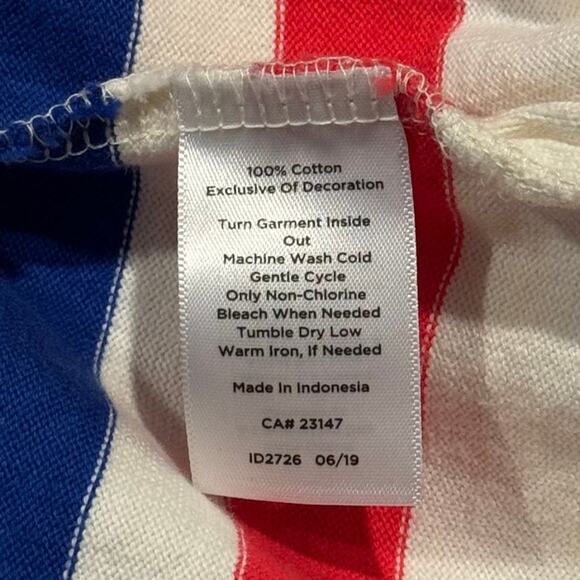 100% Cotton
Exclusive Of Decoration
Turn Garment Inside
Out
Machine Wash Cold
Gentle Cycle
Only Non-Chlorine
Bleach When Needed
Tumble Dry Low
Warm Iron, If Needed
Made In Indonesia
CA# 23147
ID2726 06/19